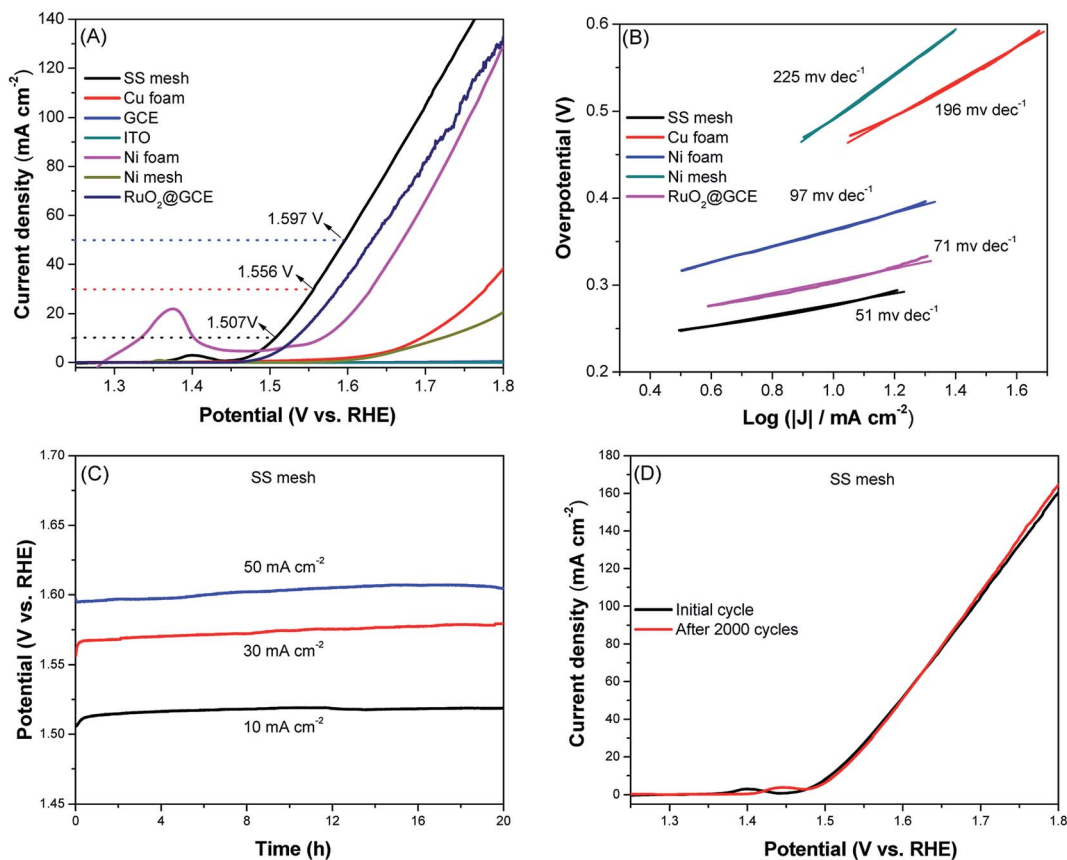 (A)
140
120
100
80
60
40
20
0
Current density (mA cm⁻²)
SS mesh
Cu foam
GCE
ITO
Ni foam
Ni mesh
RuO₂@GCE
1.597 V
1.556 V
1.507V
1.3
1.4
1.5
1.6
1.7
1.8
Potential (V vs. RHE)
(B)
0.6
0.5
0.4
0.3
0.2
Overpotential (V)
225 mv dec⁻¹
196 mv dec⁻¹
SS mesh
Cu foam
Ni foam
Ni mesh
RuO₂@GCE
97 mv dec⁻¹
71 mv dec⁻¹
51 mv dec⁻¹
0.4
0.6
0.8
1.0
1.2
1.4
1.6
Log (|J| / mA cm⁻²)
(C)
SS mesh
1.70
1.65
1.60
1.55
1.50
1.45
Potential (V vs. RHE)
50 mA cm⁻²
30 mA cm⁻²
10 mA cm⁻²
0
4
8
12
16
20
Time (h)
(D)
SS mesh
180
160
140
120
100
80
60
40
20
0
Current density (mA cm⁻²)
Initial cycle
After 2000 cycles
1.3
1.4
1.5
1.6
1.7
1.8
Potential (V vs. RHE)